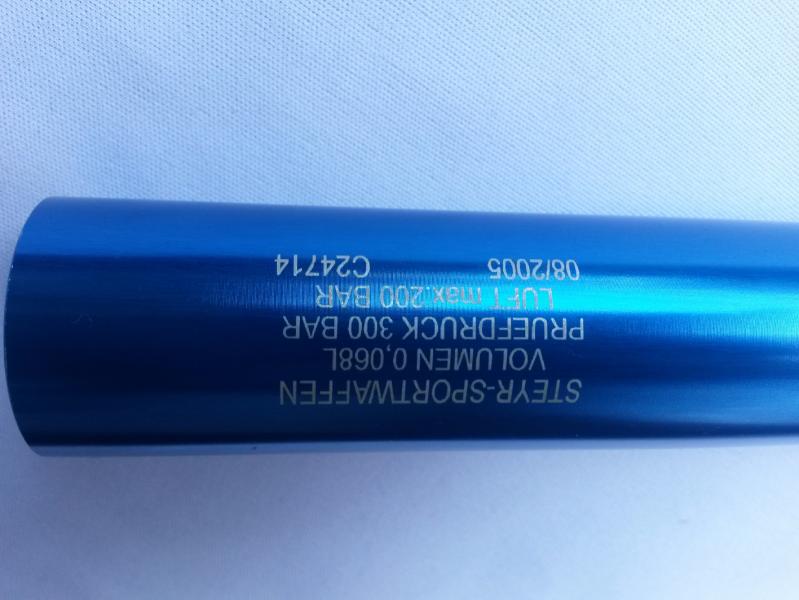 STEYR-SPORTWAFFEN
VOLUMEN 0,068L
PRUEFDRUCK 300 BAR
LUFT max.200 BAR
08/2005 C24714